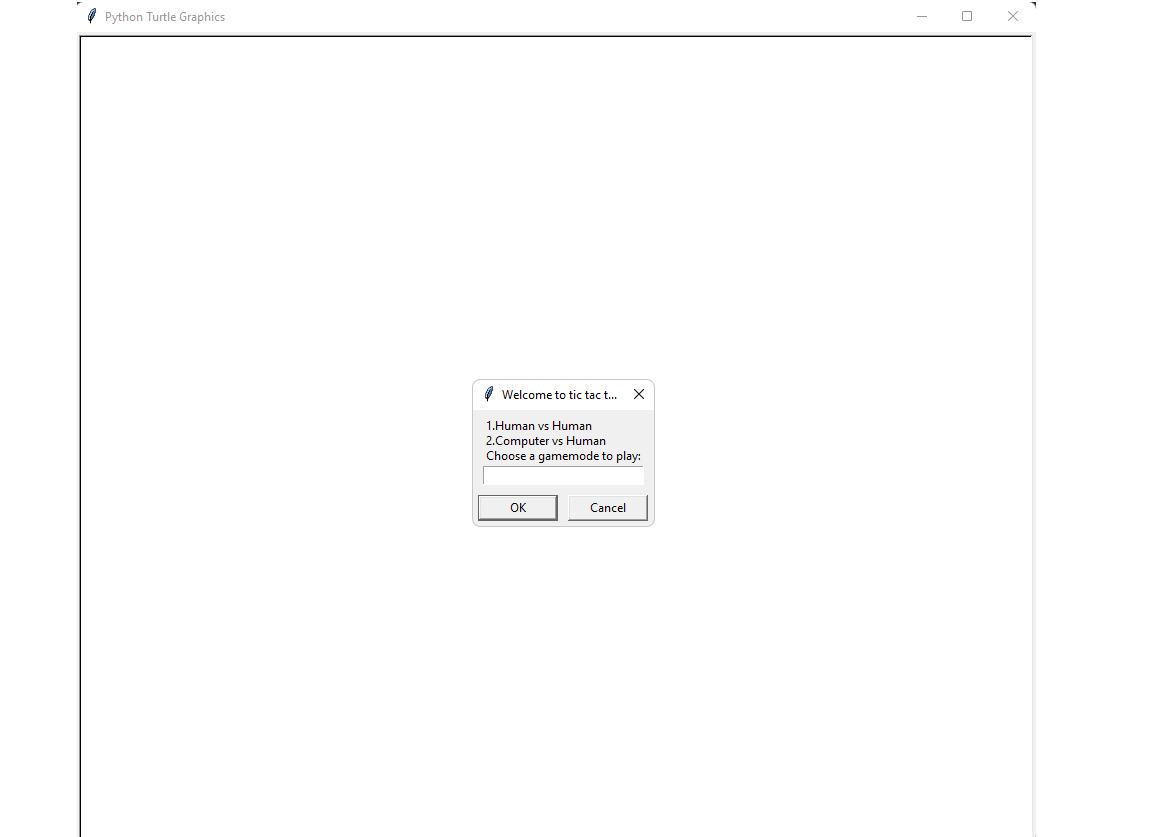 Python Turtle Graphics
Welcome to tic tac t...
1.Human vs Human
2.Computer vs Human
Choose a gamemode to play:
OK
Cancel